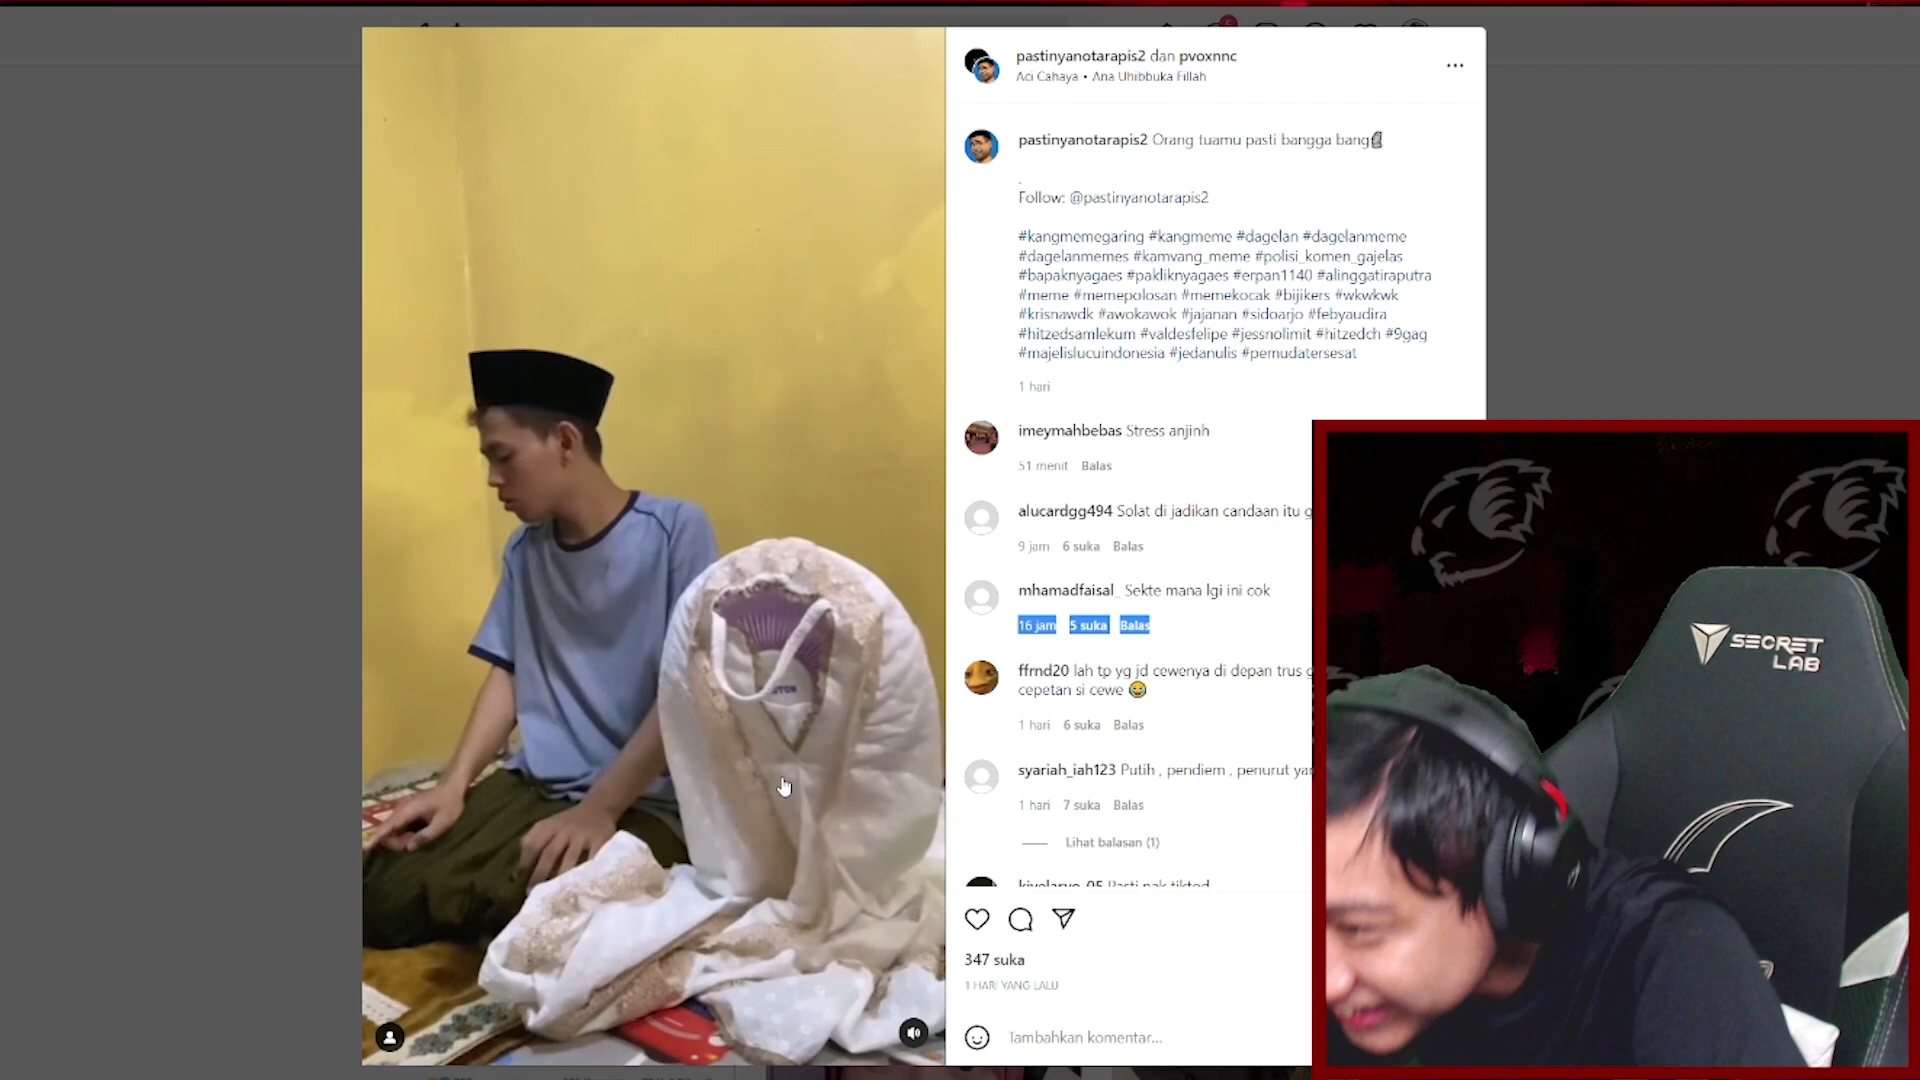 pastinyanotarapis2 dan pvoxnnc
Aci Cahaya • Ana Uhibbuka Fillah
pastinyanotarapis2 Orang tuamu pasti bangga bang🗿
.
Follow: @pastinyanotarapis2
#kangmemegaring #kangmeme #dagelan #dagelanmeme
#dagelanmemes #kamvang_meme #polisi_komen_gajelas
#bapaknyagaes #pakliknyagaes #erpan1140 #alinggatiraputra
#meme #memepolosan #memekocak #bijikers #wkwkwk
#krisnawdk #awokawok #jajanan #sidoarjo #febyaudira
#hitzedsamlekum #valdesfelipe #jessnolimit #hitzedch #9gag
#majelislucuindonesia #jedanulis #pemudatersesat
1 hari
imeymahbebas Stress anjinh
51 menit Balas
alucardgg494 Solat di jadikan candaan itu g
9 jam 6 suka Balas
mhamadfaisal_ Sekte mana lgi ini cok
16 jam 5 suka Balas
ffrnd20 lah tp yg jd cewenya di depan trus g
cepetan si cewe 😂
1 hari 6 suka Balas
syariah_iah123 Putih , pendiem , penurut yan
1 hari 7 suka Balas
Lihat balasan (1)
347 suka
1 HARI YANG LALU
Tambahkan komentar...
SECRET
LAB